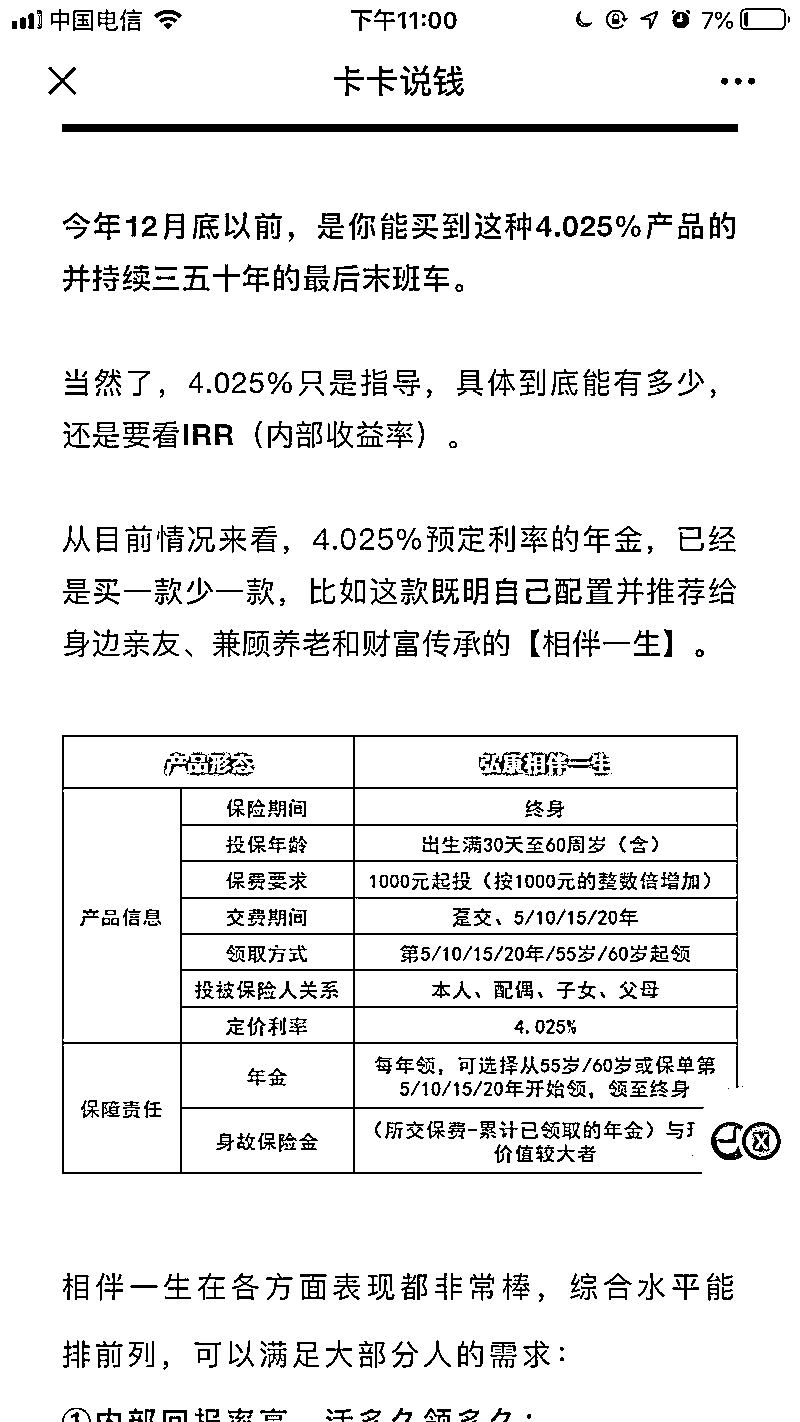 中国电信
下午11:00
7%
卡卡说钱
今年12月底以前，是你能买到这种4.025%产品的
并持续三五十年的最后末班车。
当然了，4.025%只是指导，具体到底能有多少，
还是要看IRR（内部收益率）。
从目前情况来看，4.025%预定利率的年金，已经
是买一款少一款，比如这款既明自己配置并推荐给
身边亲友、兼顾养老和财富传承的【相伴一生】。
产品形态 弘康相伴一生
产品信息
保险期间 终身
投保年龄 出生满30天至60周岁（含）
保费要求 1000元起投（按1000元的整数倍增加）
交费期间 趸交、5/10/15/20年
领取方式 第5/10/15/20年/55岁/60岁起领
投被保险人关系 本人、配偶、子女、父母
定价利率 4.025%
保障责任
年金 每年领，可选择从55岁/60岁或保单第
5/10/15/20年开始领，领至终身
身故保险金 （所交保费-累计已领取的年金）与
价值较大者
相伴一生在各方面表现都非常棒，综合水平能
排前列，可以满足大部分人的需求：
①内部回报率高，活多久领多久；